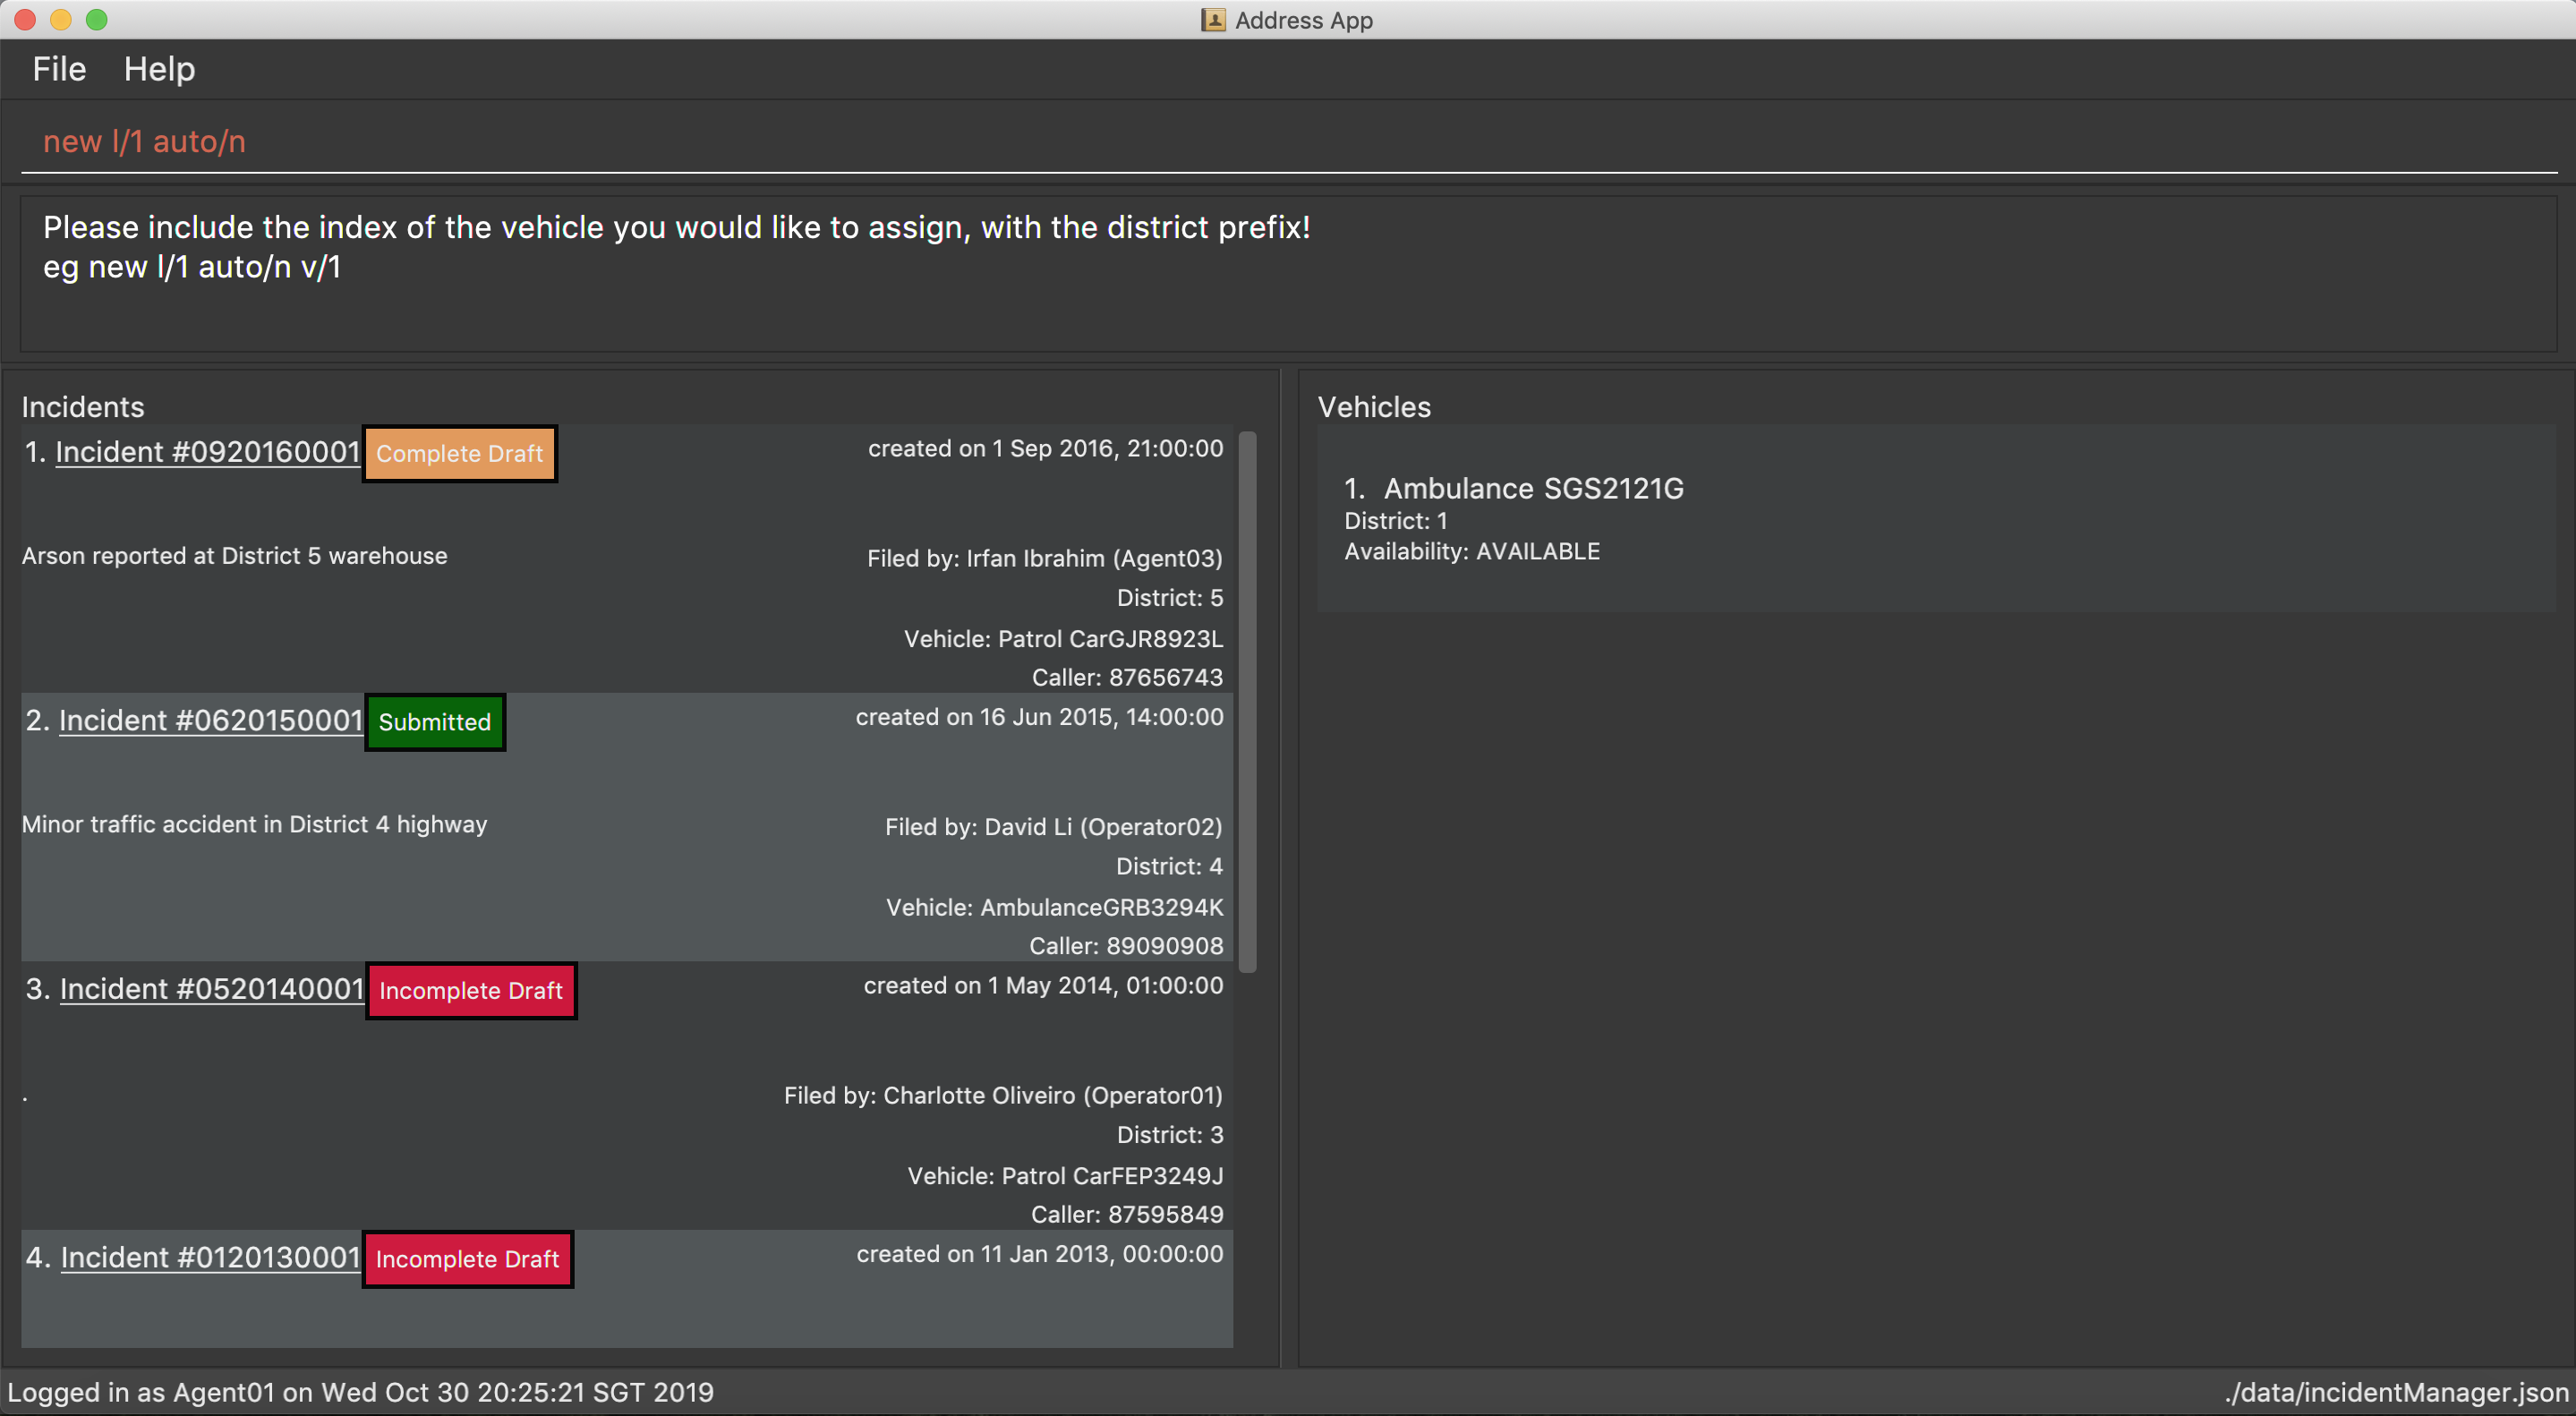 Address App
File Help
new l/1 auto/n
Please include the index of the vehicle you would like to assign, with the district prefix!
eg new l/1 auto/n v/1
Incidents
1. Incident #0920160001 Complete Draft created on 1 Sep 2016, 21:00:00
Arson reported at District 5 warehouse Filed by: Irfan Ibrahim (Agent03)
District: 5
Vehicle: Patrol CarGJR8923L
Caller: 87656743
2. Incident #0620150001 Submitted created on 16 Jun 2015, 14:00:00
Minor traffic accident in District 4 highway Filed by: David Li (Operator02)
District: 4
Vehicle: AmbulanceGRB3294K
Caller: 89090908
3. Incident #0520140001 Incomplete Draft created on 1 May 2014, 01:00:00
. Filed by: Charlotte Oliveiro (Operator01)
District: 3
Vehicle: Patrol CarFEP3249J
Caller: 87595849
4. Incident #0120130001 Incomplete Draft created on 11 Jan 2013, 00:00:00
Vehicles
1. Ambulance SGS2121G
District: 1
Availability: AVAILABLE
Logged in as Agent01 on Wed Oct 30 20:25:21 SGT 2019 ./data/incidentManager.json